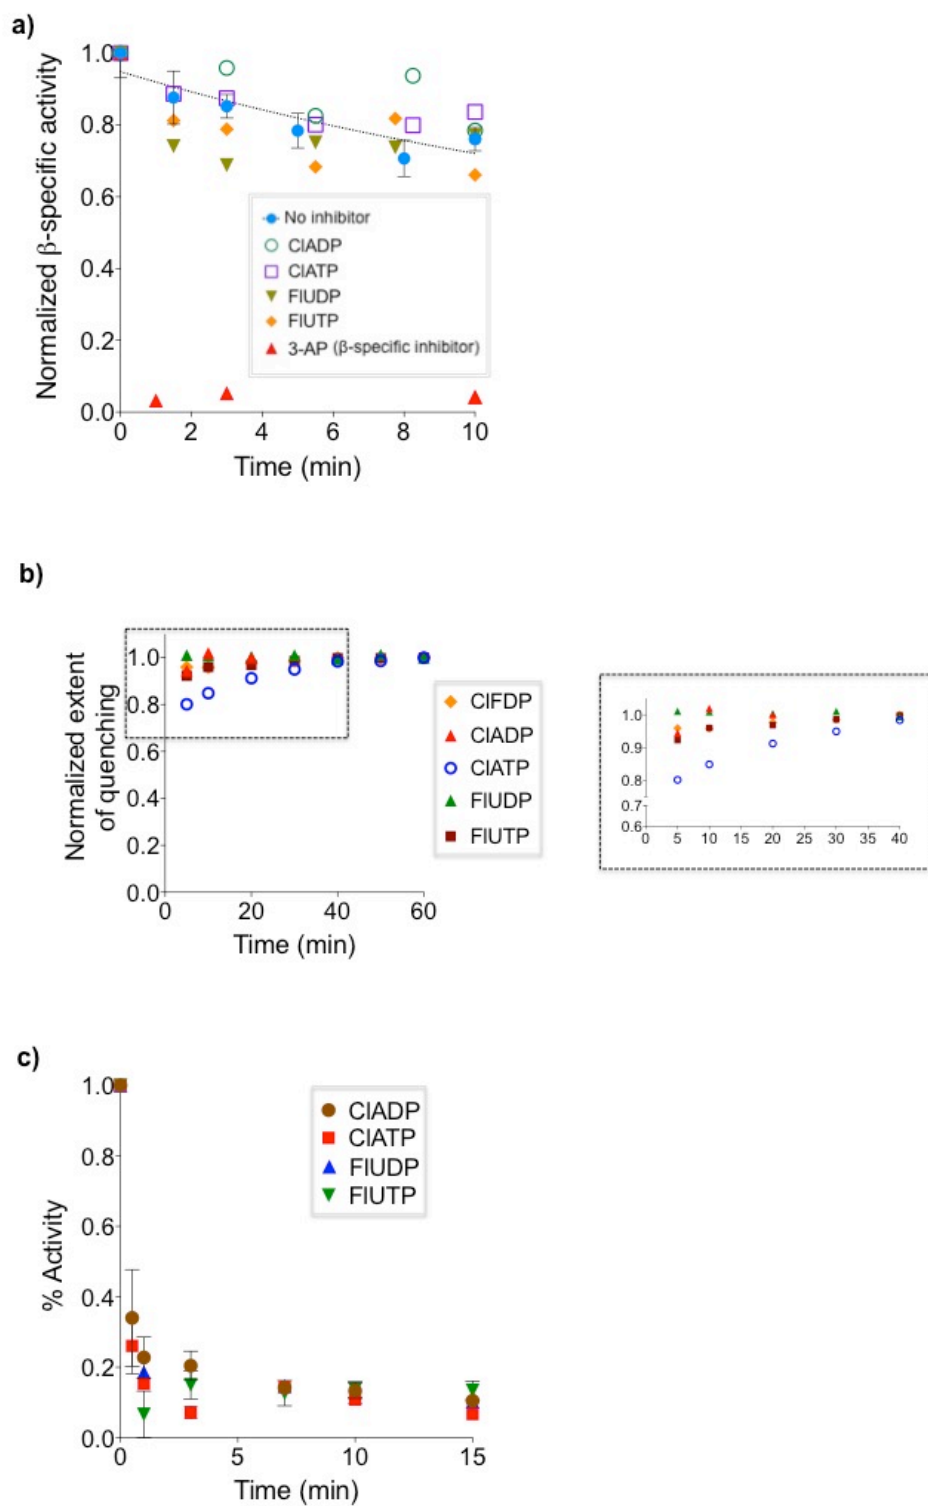 a)
Normalized β-specific activity
1.0
0.8
0.6
0.4
0.2
0.0
No inhibitor
ClADP
ClATP
FlUDP
FlUTP
3-AP (β-specific inhibitor)
0 2 4 6 8 10
Time (min)
b)
Normalized extent
of quenching
1.0
0.8
0.6
0.4
0.2
0.0
0 20 40 60
Time (min)
ClFDP
ClADP
ClATP
FlUDP
FlUTP
1.0
0.9
0.8
0.7
0.6
0 5 10 15 20 25 30 35 40
c)
% Activity
1.0
0.8
0.6
0.4
0.2
0.0
ClADP
ClATP
FlUDP
FlUTP
0 5 10 15
Time (min)